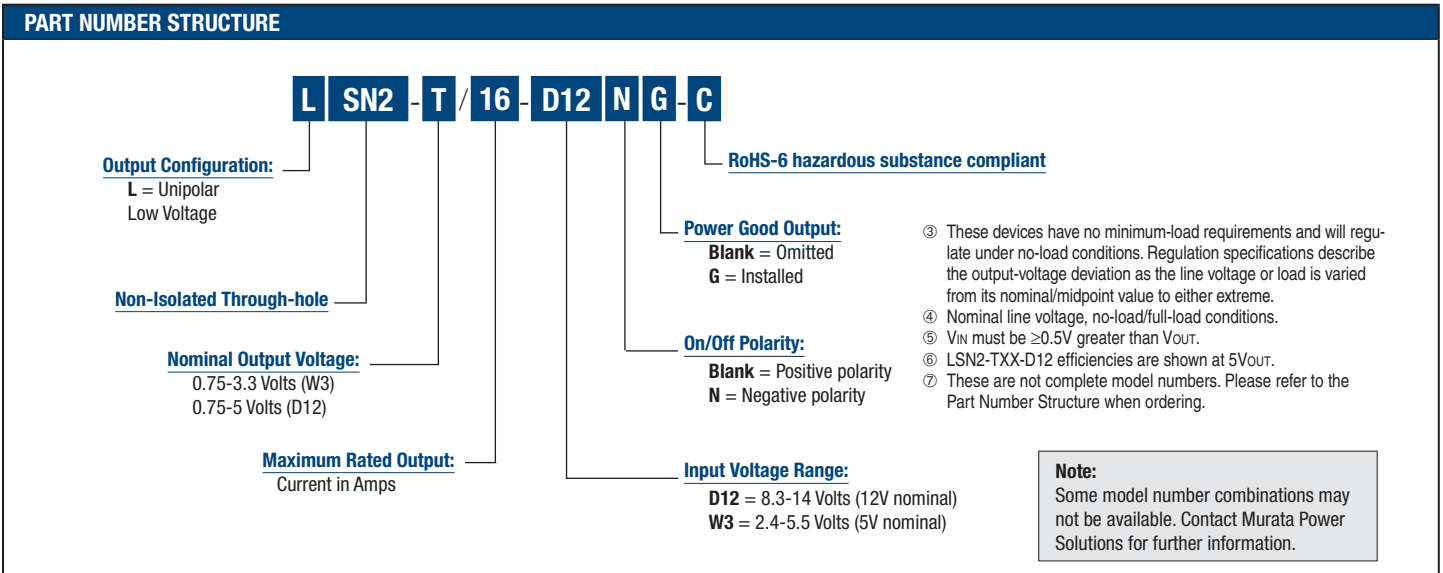 PART NUMBER STRUCTURE
L SN2 - T / 16 - D12 N G - C
Output Configuration:
L = Unipolar
Low Voltage
Non-Isolated Through-hole
Nominal Output Voltage:
0.75-3.3 Volts (W3)
0.75-5 Volts (D12)
Maximum Rated Output:
Current in Amps
RoHS-6 hazardous substance compliant
Power Good Output:
Blank = Omitted
G = Installed
On/Off Polarity:
Blank = Positive polarity
N = Negative polarity
Input Voltage Range:
D12 = 8.3-14 Volts (12V nominal)
W3 = 2.4-5.5 Volts (5V nominal)
③ These devices have no minimum-load requirements and will regu-
late under no-load conditions. Regulation specifications describe
the output-voltage deviation as the line voltage or load is varied
from its nominal/midpoint value to either extreme.
④ Nominal line voltage, no-load/full-load conditions.
⑤ VIN must be ≥0.5V greater than VOUT.
⑥ LSN2-TXX-D12 efficiencies are shown at 5VOUT.
⑦ These are not complete model numbers. Please refer to the
Part Number Structure when ordering.
Note:
Some model number combinations may
not be available. Contact Murata Power
Solutions for further information.